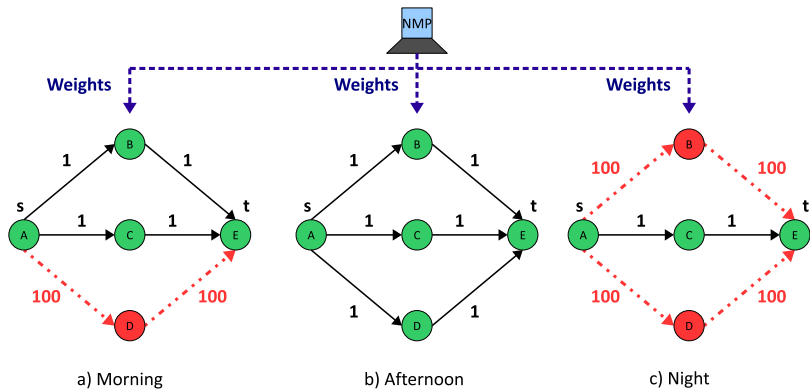 NMP
Weights Weights Weights
B B B
1 1 1 1 100 100
s t s t s t
A 1 C 1 E A 1 C 1 E A 1 C 1 E
100 100 1 1 100 100
D D D
a) Morning b) Afternoon c) Night